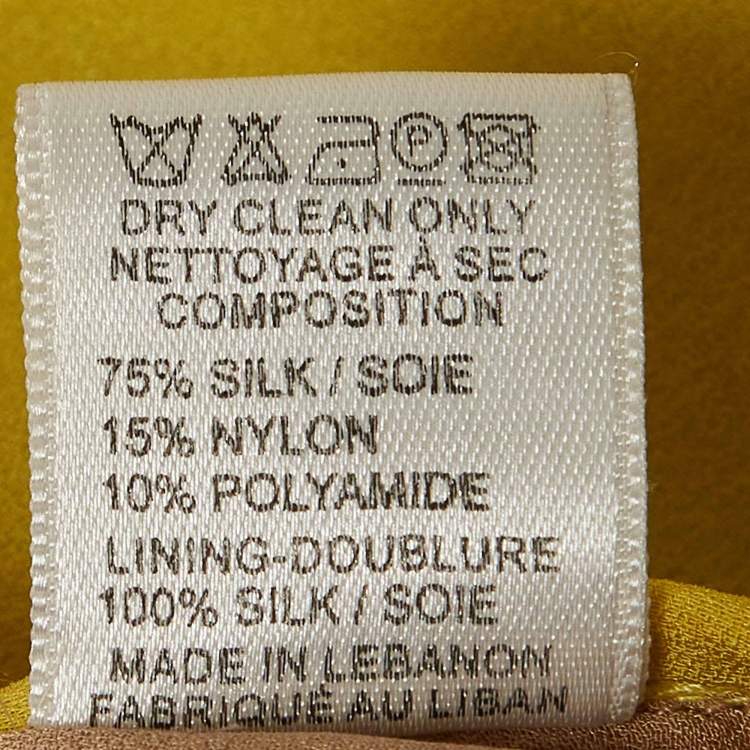 P
DRY CLEAN ONLY
NETTOYAGE À SEC
COMPOSITION
75% SILK / SOIE
15% NYLON
10% POLYAMIDE
LINING-DOUBLURE
100% SILK / SOIE
MADE IN LEBANON
FABRIQUÉ AU LIBAN